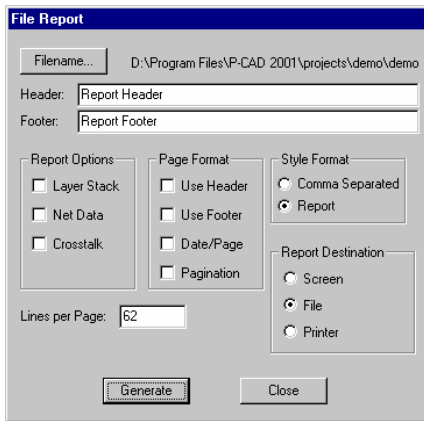 File Report
Filename... D:\Program Files\P-CAD 2001\projects\demo\demo
Header: Report Header
Footer: Report Footer
Report Options
Layer Stack
Net Data
Crosstalk
Page Format
Use Header
Use Footer
Date/Page
Pagination
Style Format
Comma Separated
Report
Report Destination
Screen
File
Printer
Lines per Page: 62
Generate Close